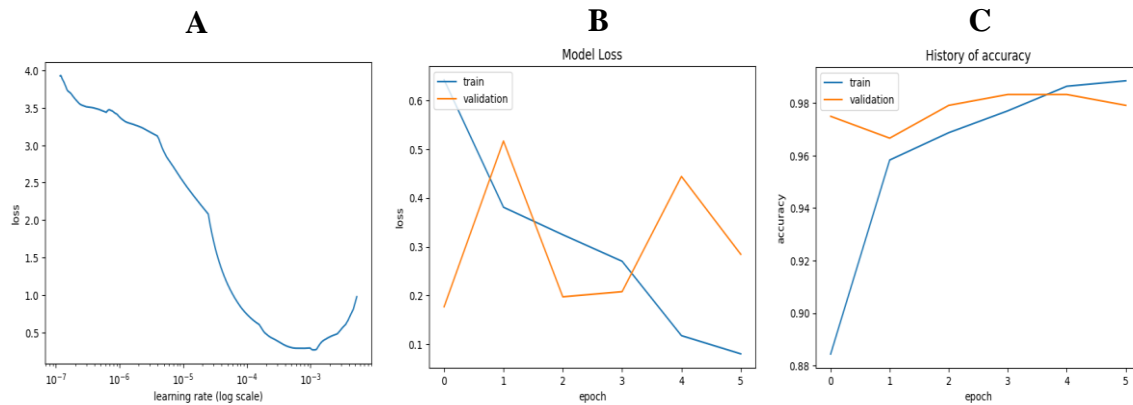 A
B
C
4.0
3.5
3.0
2.5
2.0
1.5
1.0
0.5
loss
10⁻⁷
10⁻⁶
10⁻⁵
10⁻⁴
10⁻³
learning rate (log scale)
Model Loss
train
validation
0.6
0.5
0.4
0.3
0.2
0.1
loss
0
1
2
3
4
5
epoch
History of accuracy
train
validation
0.98
0.96
0.94
0.92
0.90
0.88
accuracy
0
1
2
3
4
5
epoch